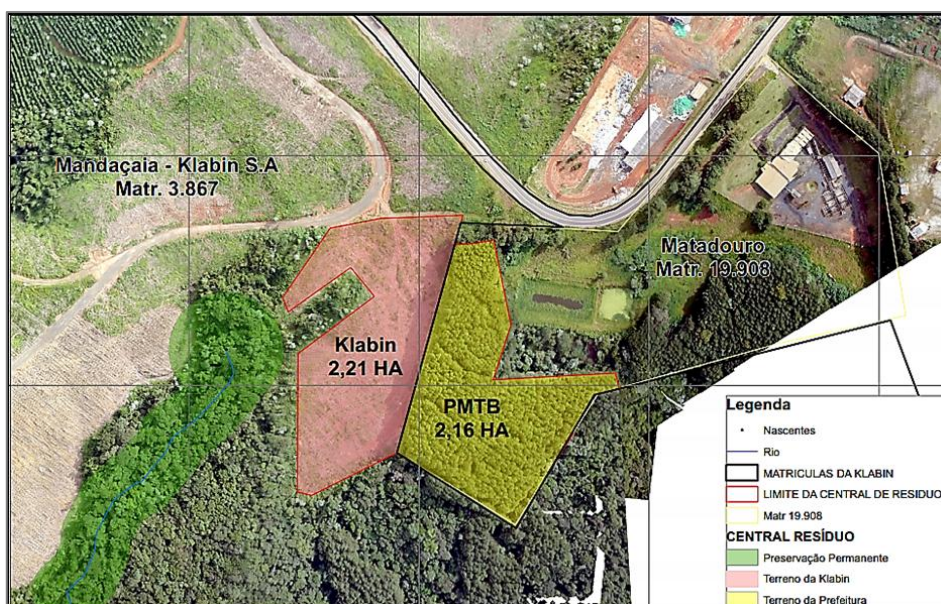 Mandaçaia - Klabin S.A
Matr. 3.867
Matadouro
Matr. 19.908
Klabin
2,21 HA
PMTB
2,16 HA
Legenda
Nascentes
Rio
MATRICULAS DA KLABIN
LIMITE DA CENTRAL DE RESIDUO
Matr 19.908
CENTRAL RESÍDUO
Preservação Permanente
Terreno da Klabin
Terreno da Prefeitura